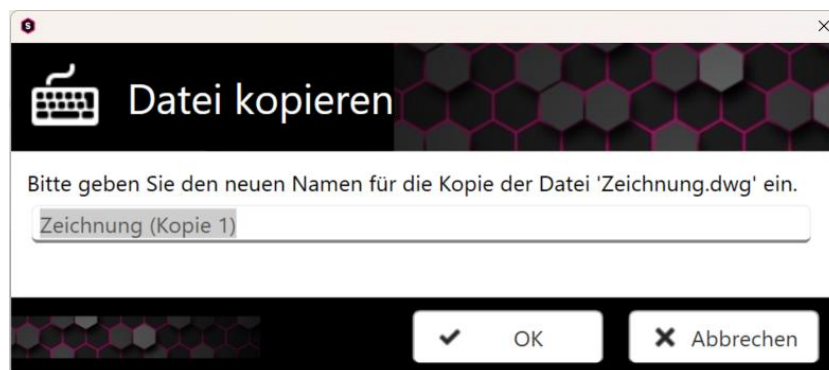 Datei kopieren
Bitte geben Sie den neuen Namen für die Kopie der Datei 'Zeichnung.dwg' ein.
Zeichnung (Kopie 1)
OK
Abbrechen